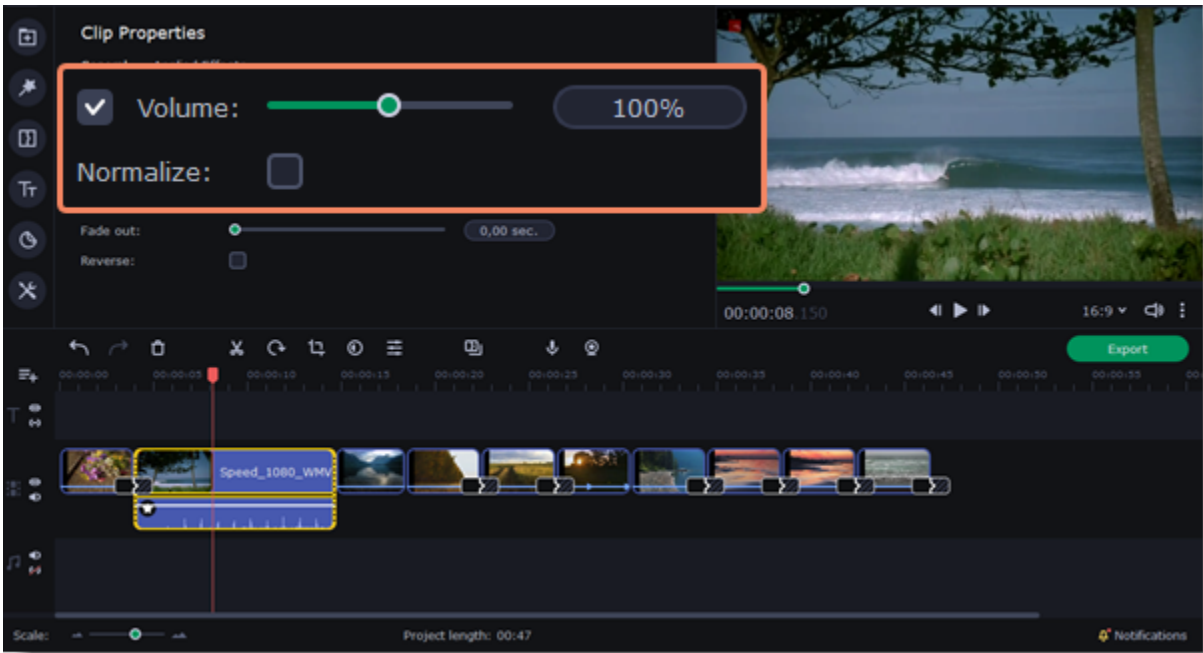 Clip Properties
Volume: 100%
Normalize:
Fade out: 0,00 sec.
Reverse:
00:00:08.150
16:9
Export
00:00:00 00:00:05 00:00:10 00:00:15 00:00:20 00:00:25 00:00:30 00:00:35 00:00:40 00:00:45 00:00:50 00:00:55
Speed_1080_WMV
Scale: Project length: 00:47 Notifications